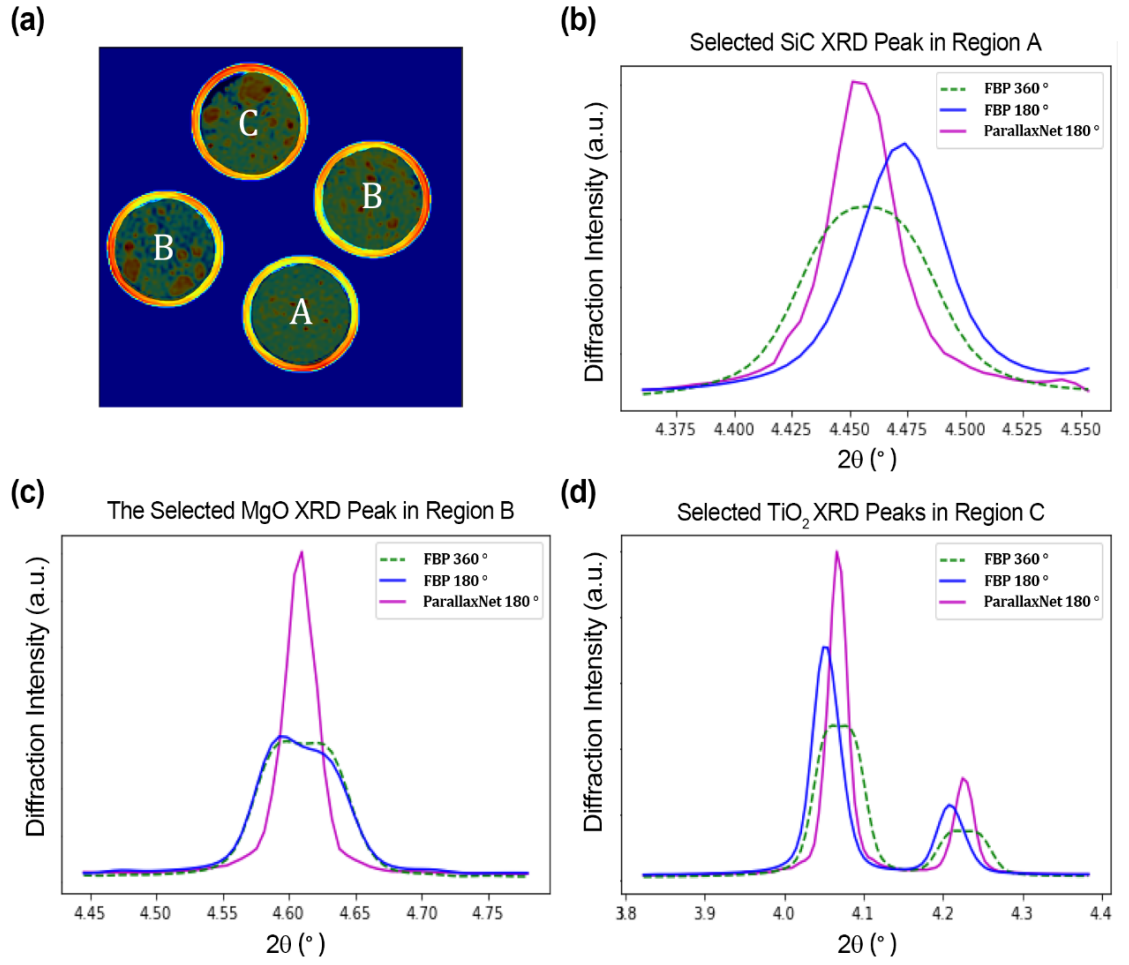 (a)
C
B
B
A
(b)
Selected SiC XRD Peak in Region A
FBP 360 °
FBP 180 °
ParallaxNet 180 °
Diffraction Intensity (a.u.)
4.375 4.400 4.425 4.450 4.475 4.500 4.525 4.550
2θ (°)
(c)
The Selected MgO XRD Peak in Region B
FBP 360 °
FBP 180 °
ParallaxNet 180 °
Diffraction Intensity (a.u.)
4.45 4.50 4.55 4.60 4.65 4.70 4.75
2θ (°)
(d)
Selected TiO₂ XRD Peaks in Region C
FBP 360 °
FBP 180 °
ParallaxNet 180 °
Diffraction Intensity (a.u.)
3.8 3.9 4.0 4.1 4.2 4.3 4.4
2θ (°)